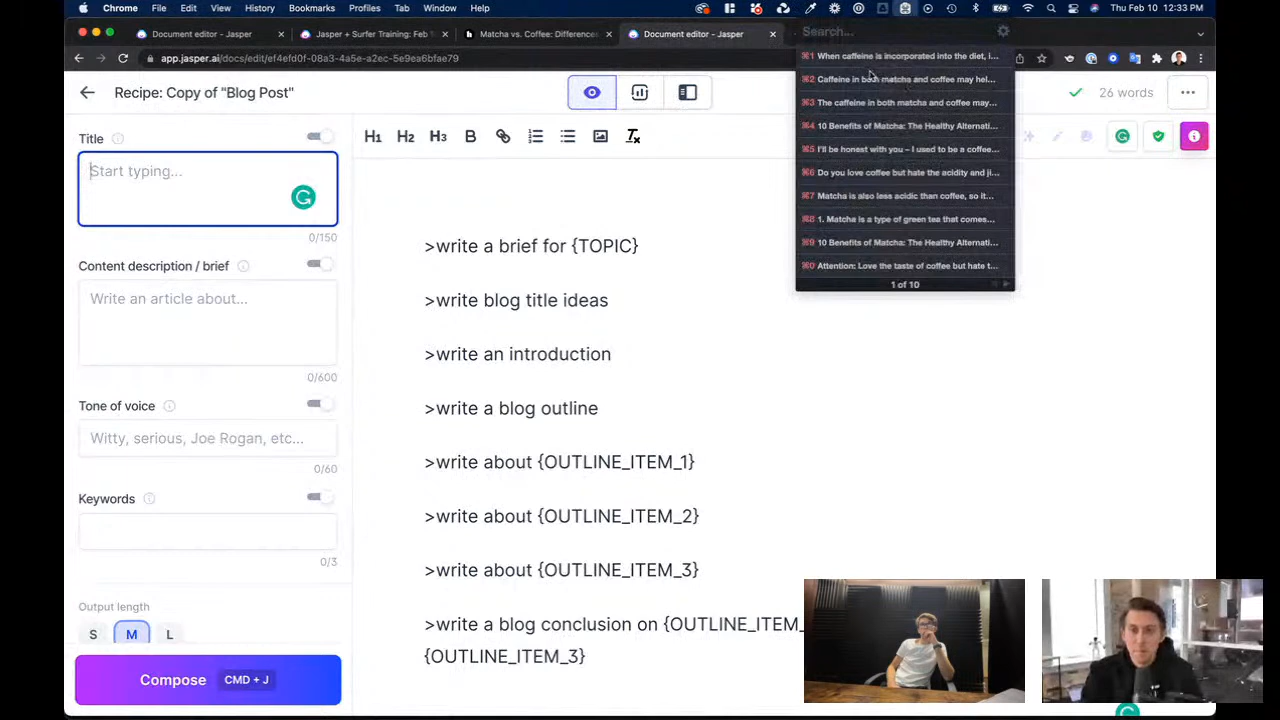 Chrome File Edit View History Bookmarks Profiles Tab Window Help Thu Feb 10 12:33 PM
Document editor - Jasper
Jasper + Surfer Training: Feb
Matcha vs. Coffee: Differences
Document editor - Jasper
app.jasper.ai/docs/edit/ef4efd0f-08a3-4a5e-a2ec-5e9ea6bfae79
Search...
⌘1 When caffeine is incorporated into the diet, i...
⌘2 Caffeine in both matcha and coffee may hel...
⌘3 The caffeine in both matcha and coffee may...
⌘4 10 Benefits of Matcha: The Healthy Alternati...
⌘5 I'll be honest with you – I used to be a coffee...
⌘6 Do you love coffee but hate the acidity and ji...
⌘7 Matcha is also less acidic than coffee, so it...
⌘8 1. Matcha is a type of green tea that comes...
⌘9 10 Benefits of Matcha: The Healthy Alternati...
⌘0 Attention: Love the taste of coffee but hate t...
1 of 10
Recipe: Copy of "Blog Post"
26 words
Title
Start typing...
0/150
Content description / brief
Write an article about...
0/600
Tone of voice
Witty, serious, Joe Rogan, etc...
0/60
Keywords
0/3
Output length
S M L
Compose CMD + J
H1 H2 H3 B
>write a brief for {TOPIC}
>write blog title ideas
>write an introduction
>write a blog outline
>write about {OUTLINE_ITEM_1}
>write about {OUTLINE_ITEM_2}
>write about {OUTLINE_ITEM_3}
>write a blog conclusion on {OUTLINE_ITEM_
{OUTLINE_ITEM_3}